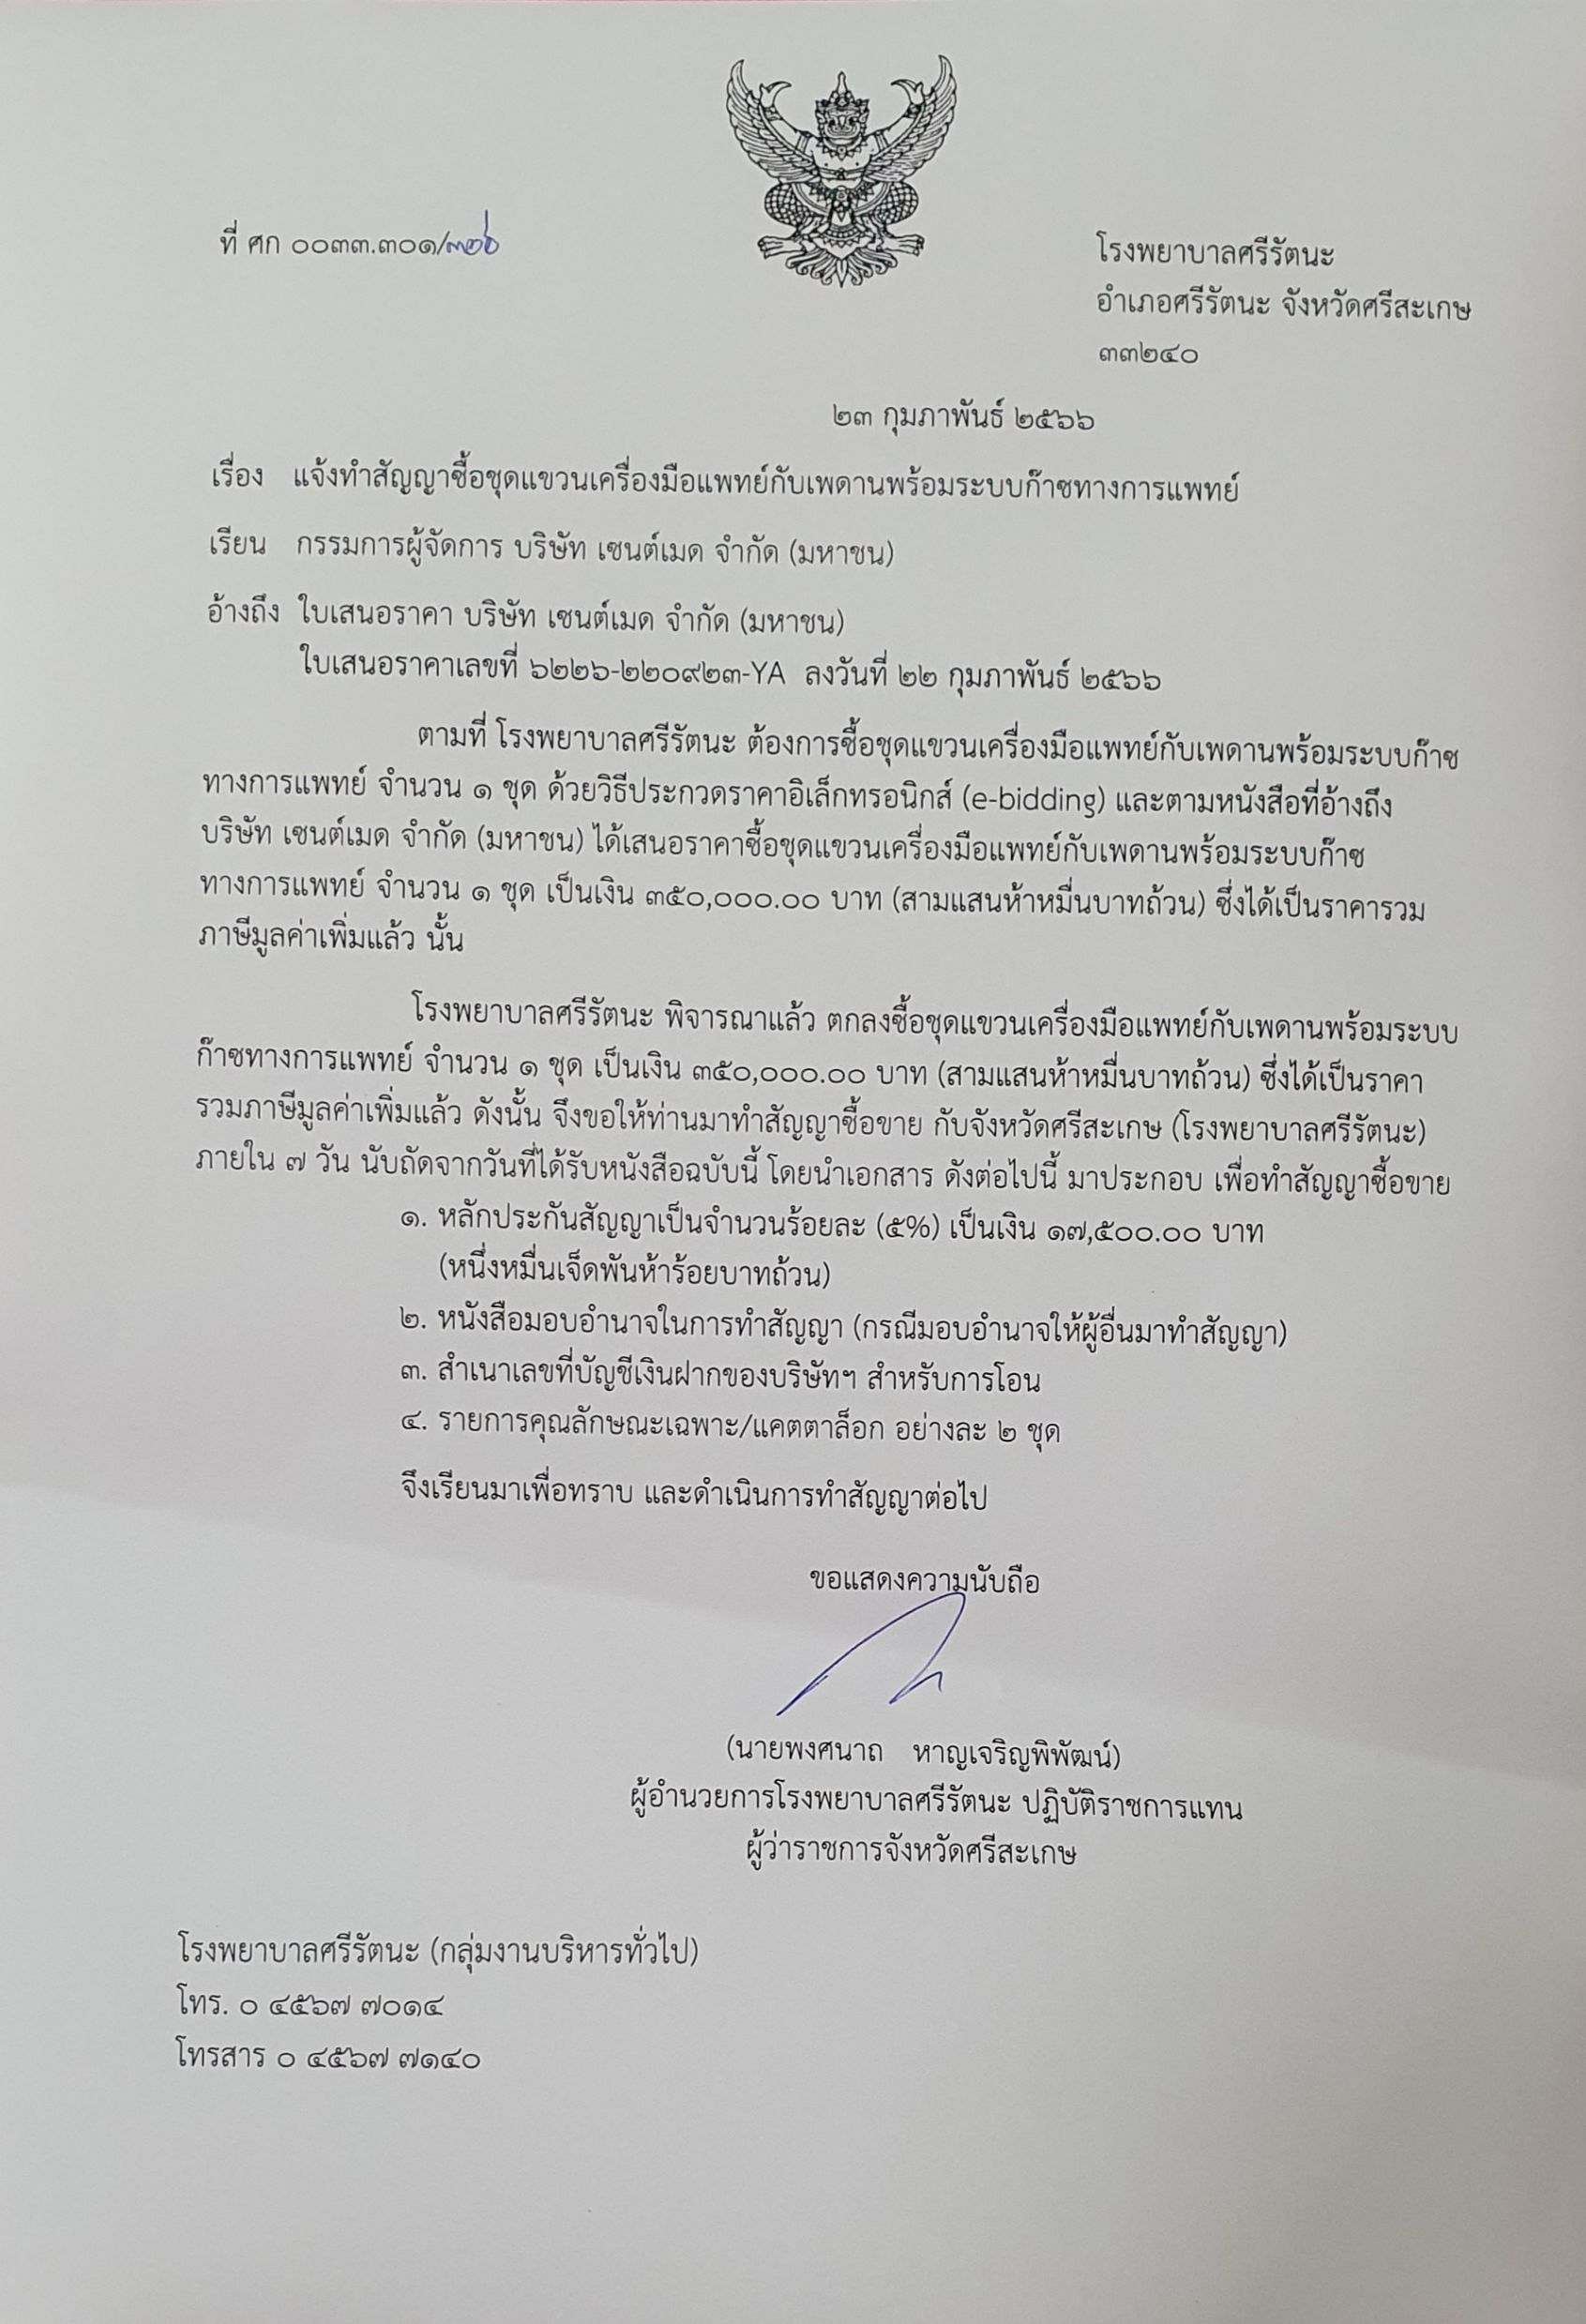 ที่ ศก ๐๐๓๓.๓๐๑/๓๒๖
โรงพยาบาลศรีรัตนะ
อำเภอศรีรัตนะ จังหวัดศรีสะเกษ
๓๓๒๔๐
๒๓ กุมภาพันธ์ ๒๕๖๖
เรื่อง แจ้งทำสัญญาซื้อชุดแขวนเครื่องมือแพทย์กับเพดานพร้อมระบบก๊าซทางการแพทย์
เรียน กรรมการผู้จัดการ บริษัท เซนต์เมด จำกัด (มหาชน)
อ้างถึง ใบเสนอราคา บริษัท เซนต์เมด จำกัด (มหาชน)
ใบเสนอราคาเลขที่ ๖๒๒๖-๒๒๐๙๒๓-YA ลงวันที่ ๒๒ กุมภาพันธ์ ๒๕๖๖
ตามที่ โรงพยาบาลศรีรัตนะ ต้องการซื้อชุดแขวนเครื่องมือแพทย์กับเพดานพร้อมระบบก๊าซ
ทางการแพทย์ จำนวน ๑ ชุด ด้วยวิธีประกวดราคาอิเล็กทรอนิกส์ (e-bidding) และตามหนังสือที่อ้างถึง
บริษัท เซนต์เมด จำกัด (มหาชน) ได้เสนอราคาซื้อชุดแขวนเครื่องมือแพทย์กับเพดานพร้อมระบบก๊าซ
ทางการแพทย์ จำนวน ๑ ชุด เป็นเงิน ๓๕๐,๐๐๐.๐๐ บาท (สามแสนห้าหมื่นบาทถ้วน) ซึ่งได้เป็นราคารวม
ภาษีมูลค่าเพิ่มแล้ว นั้น
โรงพยาบาลศรีรัตนะ พิจารณาแล้ว ตกลงซื้อชุดแขวนเครื่องมือแพทย์กับเพดานพร้อมระบบ
ก๊าซทางการแพทย์ จำนวน ๑ ชุด เป็นเงิน ๓๕๐,๐๐๐.๐๐ บาท (สามแสนห้าหมื่นบาทถ้วน) ซึ่งได้เป็นราคา
รวมภาษีมูลค่าเพิ่มแล้ว ดังนั้น จึงขอให้ท่านมาทำสัญญาซื้อขาย กับจังหวัดศรีสะเกษ (โรงพยาบาลศรีรัตนะ)
ภายใน ๗ วัน นับถัดจากวันที่ได้รับหนังสือฉบับนี้ โดยนำเอกสาร ดังต่อไปนี้ มาประกอบ เพื่อทำสัญญาซื้อขาย
๑. หลักประกันสัญญาเป็นจำนวนร้อยละ (๕%) เป็นเงิน ๑๗,๕๐๐.๐๐ บาท
(หนึ่งหมื่นเจ็ดพันห้าร้อยบาทถ้วน)
๒. หนังสือมอบอำนาจในการทำสัญญา (กรณีมอบอำนาจให้ผู้อื่นมาทำสัญญา)
๓. สำเนาเลขที่บัญชีเงินฝากของบริษัทฯ สำหรับการโอน
๔. รายการคุณลักษณะเฉพาะ/แคตตาล็อก อย่างละ ๒ ชุด
จึงเรียนมาเพื่อทราบ และดำเนินการทำสัญญาต่อไป
ขอแสดงความนับถือ
(นายพงศนาถ หาญเจริญพิพัฒน์)
ผู้อำนวยการโรงพยาบาลศรีรัตนะ ปฏิบัติราชการแทน
ผู้ว่าราชการจังหวัดศรีสะเกษ
โรงพยาบาลศรีรัตนะ (กลุ่มงานบริหารทั่วไป)
โทร. ๐ ๔๕๖๗ ๗๐๑๔
โทรสาร ๐ ๔๕๖๗ ๗๑๔๐